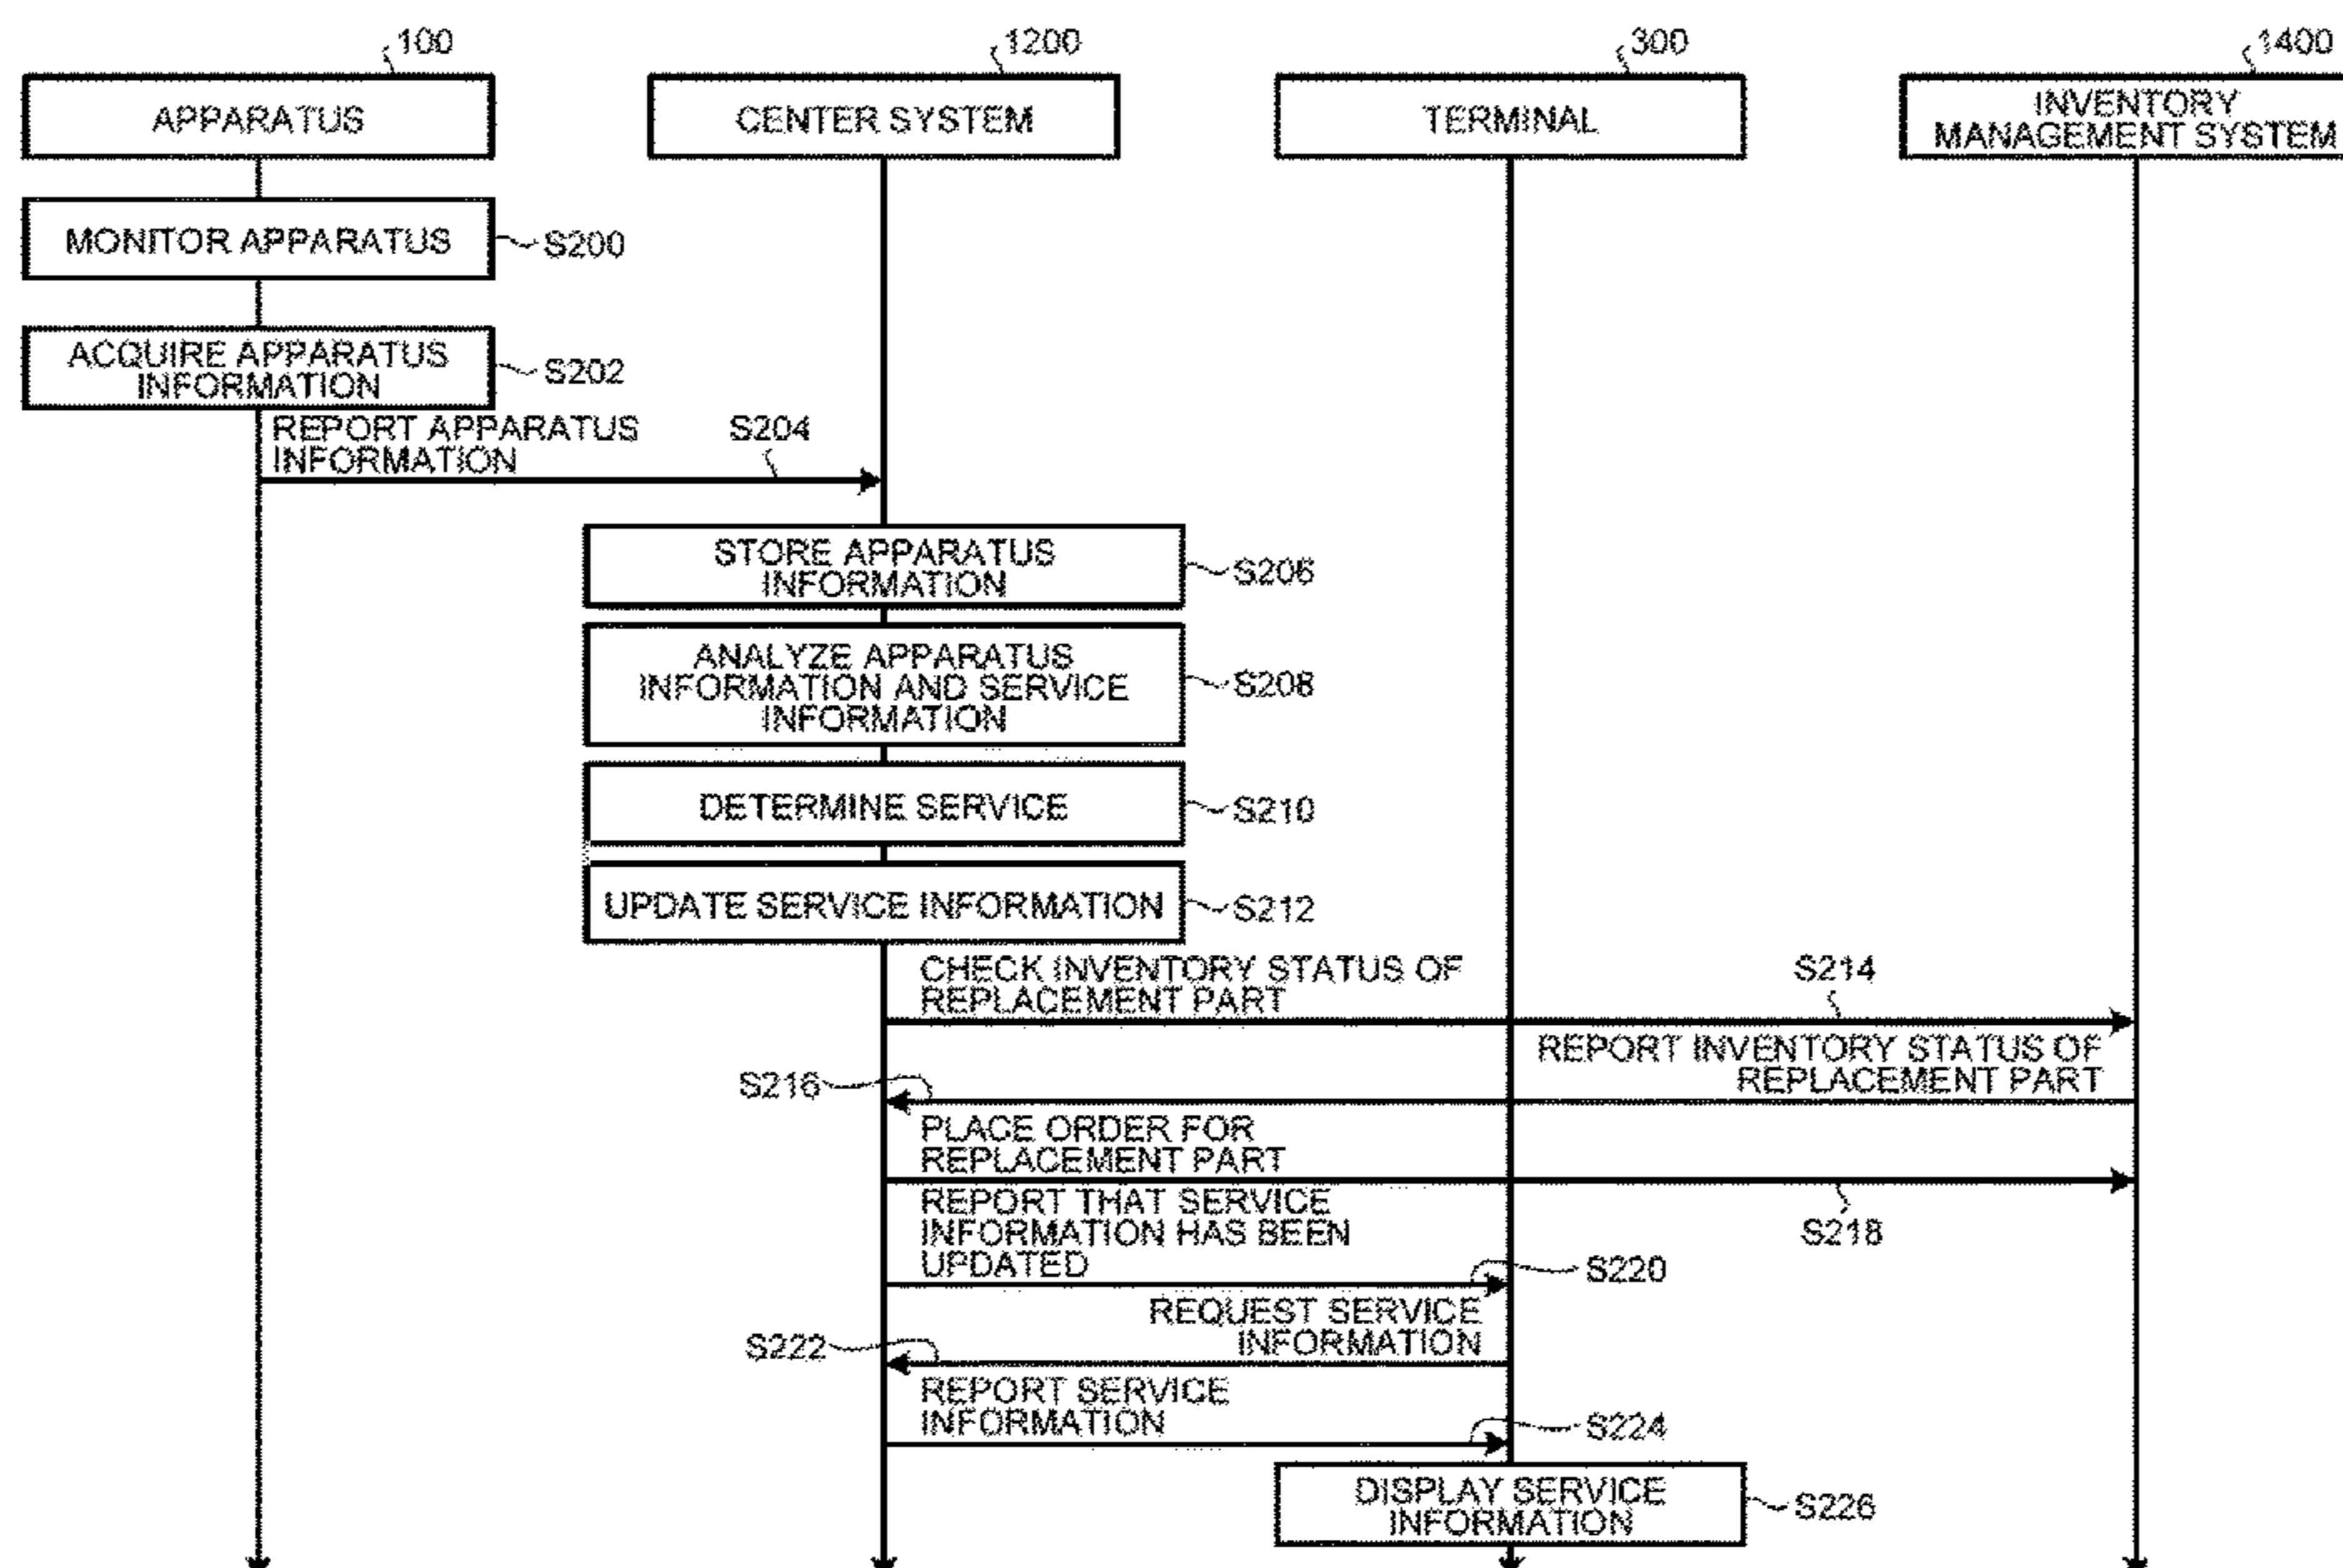 100
1200
300
1400
APPARATUS
CENTER SYSTEM
TERMINAL
INVENTORY
MANAGEMENT SYSTEM
MONITOR APPARATUS
S200
ACQUIRE APPARATUS
INFORMATION
S202
REPORT APPARATUS
INFORMATION
S204
STORE APPARATUS
INFORMATION
S206
ANALYZE APPARATUS
INFORMATION AND SERVICE
INFORMATION
S208
DETERMINE SERVICE
S210
UPDATE SERVICE INFORMATION
S212
CHECK INVENTORY STATUS OF
REPLACEMENT PART
S214
REPORT INVENTORY STATUS OF
REPLACEMENT PART
S216
PLACE ORDER FOR
REPLACEMENT PART
S218
REPORT THAT SERVICE
INFORMATION HAS BEEN
UPDATED
S220
REQUEST SERVICE
INFORMATION
S222
REPORT SERVICE
INFORMATION
S224
DISPLAY SERVICE
INFORMATION
S226